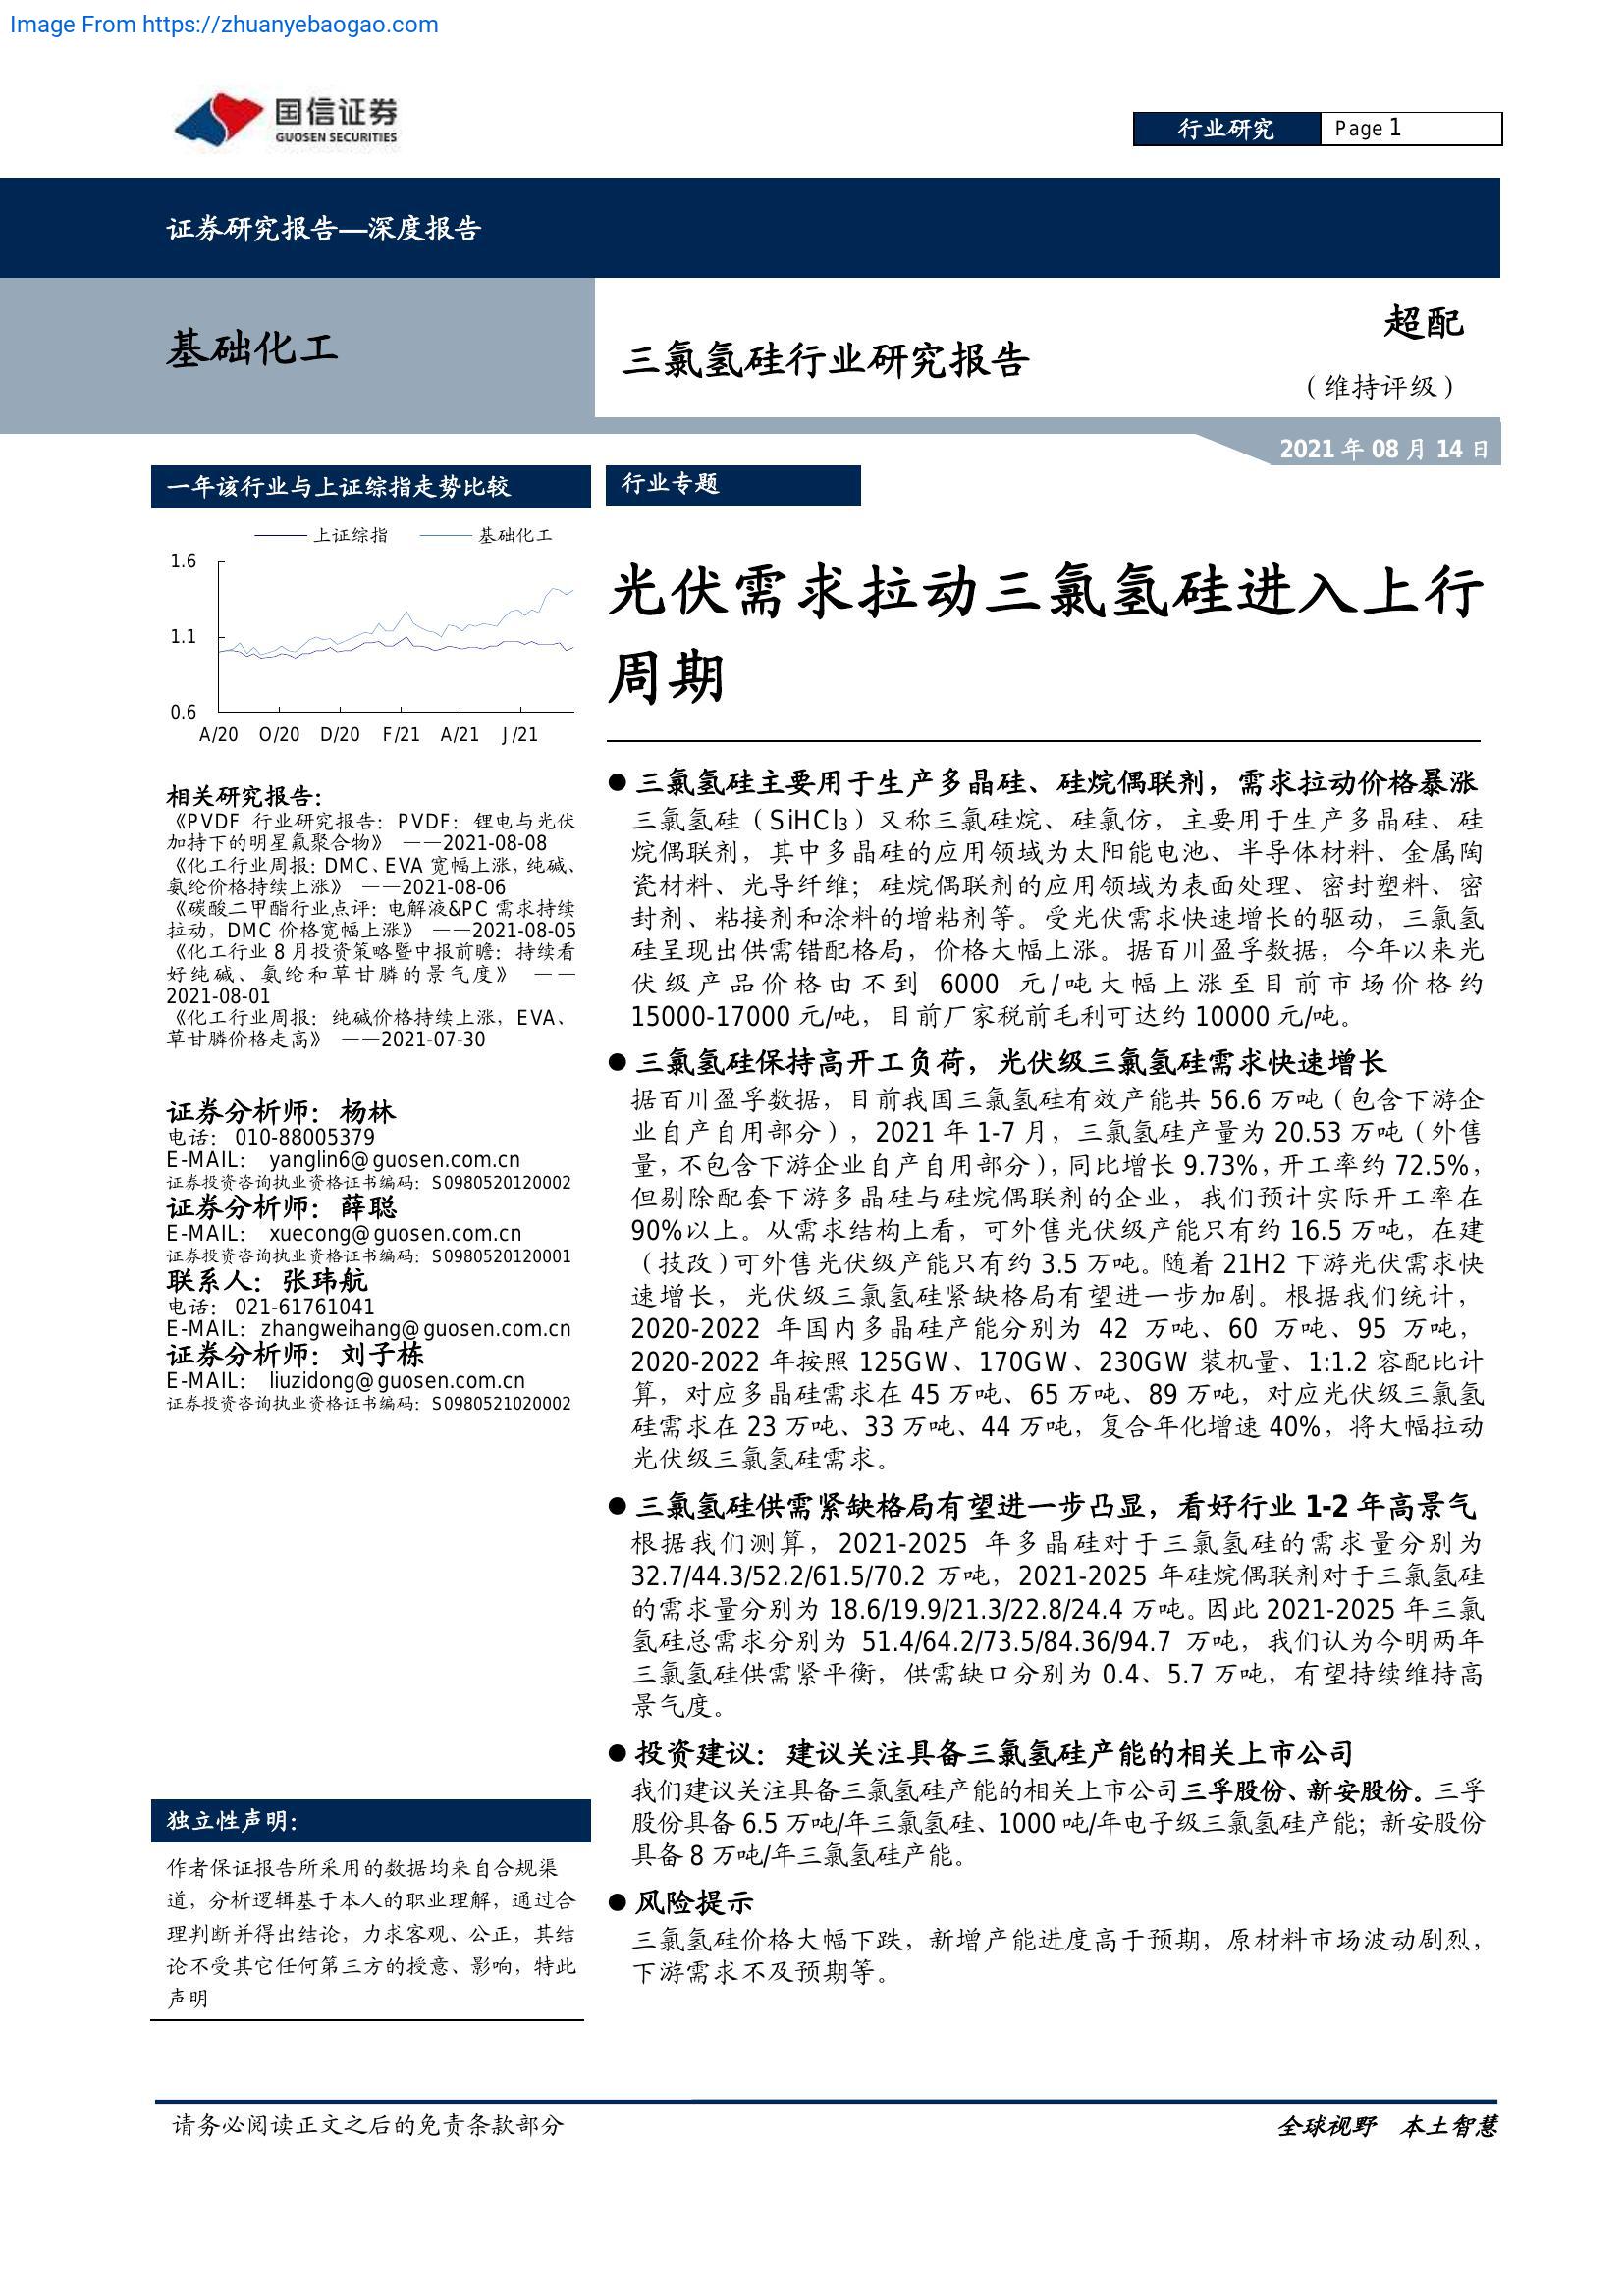 Image From https://zhuanyebaogao.com
国信证券
GUOSEN SECURITIES
行业研究
Page 1
证券研究报告—深度报告
基础化工
三氯氢硅行业研究报告
超配
（维持评级）
2021 年 08 月 14 日
一年该行业与上证综指走势比较
上证综指
基础化工
1.6
1.1
0.6
A/20 O/20 D/20 F/21 A/21 J/21
相关研究报告：
《PVDF 行业研究报告：PVDF：锂电与光伏
加持下的明星氟聚合物》 ——2021-08-08
《化工行业周报：DMC、EVA 宽幅上涨，纯碱、
氨纶价格持续上涨》 ——2021-08-06
《碳酸二甲酯行业点评：电解液&PC 需求持续
拉动，DMC 价格宽幅上涨》 ——2021-08-05
《化工行业 8 月投资策略暨中报前瞻：持续看
好纯碱、氨纶和草甘膦的景气度》 ——
2021-08-01
《化工行业周报：纯碱价格持续上涨，EVA、
草甘膦价格走高》 ——2021-07-30
证券分析师：杨林
电话： 010-88005379
E-MAIL： yanglin6@guosen.com.cn
证券投资咨询执业资格证书编码：S0980520120002
证券分析师：薛聪
E-MAIL： xuecong@guosen.com.cn
证券投资咨询执业资格证书编码：S0980520120001
联系人：张玮航
电话： 021-61761041
E-MAIL：zhangweihang@guosen.com.cn
证券分析师：刘子栋
E-MAIL： liuzidong@guosen.com.cn
证券投资咨询执业资格证书编码：S0980521020002
独立性声明：
作者保证报告所采用的数据均来自合规渠
道，分析逻辑基于本人的职业理解，通过合
理判断并得出结论，力求客观、公正，其结
论不受其它任何第三方的授意、影响，特此
声明
行业专题
光伏需求拉动三氯氢硅进入上行
周期
● 三氯氢硅主要用于生产多晶硅、硅烷偶联剂，需求拉动价格暴涨
三氯氢硅（SiHCl₃）又称三氯硅烷、硅氯仿，主要用于生产多晶硅、硅
烷偶联剂，其中多晶硅的应用领域为太阳能电池、半导体材料、金属陶
瓷材料、光导纤维；硅烷偶联剂的应用领域为表面处理、密封塑料、密
封剂、粘接剂和涂料的增粘剂等。受光伏需求快速增长的驱动，三氯氢
硅呈现出供需错配格局，价格大幅上涨。据百川盈孚数据，今年以来光
伏级产品价格由不到 6000 元/吨大幅上涨至目前市场价格约
15000-17000 元/吨，目前厂家税前毛利可达约 10000 元/吨。
● 三氯氢硅保持高开工负荷，光伏级三氯氢硅需求快速增长
据百川盈孚数据，目前我国三氯氢硅有效产能共 56.6 万吨（包含下游企
业自产自用部分），2021 年 1-7 月，三氯氢硅产量为 20.53 万吨（外售
量，不包含下游企业自产自用部分），同比增长 9.73%，开工率约 72.5%，
但剔除配套下游多晶硅与硅烷偶联剂的企业，我们预计实际开工率在
90%以上。从需求结构上看，可外售光伏级产能只有约 16.5 万吨，在建
（技改）可外售光伏级产能只有约 3.5 万吨。随着 21H2 下游光伏需求快
速增长，光伏级三氯氢硅紧缺格局有望进一步加剧。根据我们统计，
2020-2022 年国内多晶硅产能分别为 42 万吨、60 万吨、95 万吨，
2020-2022 年按照 125GW、170GW、230GW 装机量、1:1.2 容配比计
算，对应多晶硅需求在 45 万吨、65 万吨、89 万吨，对应光伏级三氯氢
硅需求在 23 万吨、33 万吨、44 万吨，复合年化增速 40%，将大幅拉动
光伏级三氯氢硅需求。
● 三氯氢硅供需紧缺格局有望进一步凸显，看好行业 1-2 年高景气
根据我们测算，2021-2025 年多晶硅对于三氯氢硅的需求量分别为
32.7/44.3/52.2/61.5/70.2 万吨，2021-2025 年硅烷偶联剂对于三氯氢硅
的需求量分别为 18.6/19.9/21.3/22.8/24.4 万吨。因此 2021-2025 年三氯
氢硅总需求分别为 51.4/64.2/73.5/84.36/94.7 万吨，我们认为今明两年
三氯氢硅供需紧平衡，供需缺口分别为 0.4、5.7 万吨，有望持续维持高
景气度。
● 投资建议：建议关注具备三氯氢硅产能的相关上市公司
我们建议关注具备三氯氢硅产能的相关上市公司三孚股份、新安股份。三孚
股份具备 6.5 万吨/年三氯氢硅、1000 吨/年电子级三氯氢硅产能；新安股份
具备 8 万吨/年三氯氢硅产能。
● 风险提示
三氯氢硅价格大幅下跌，新增产能进度高于预期，原材料市场波动剧烈，
下游需求不及预期等。
请务必阅读正文之后的免责条款部分
全球视野 本土智慧